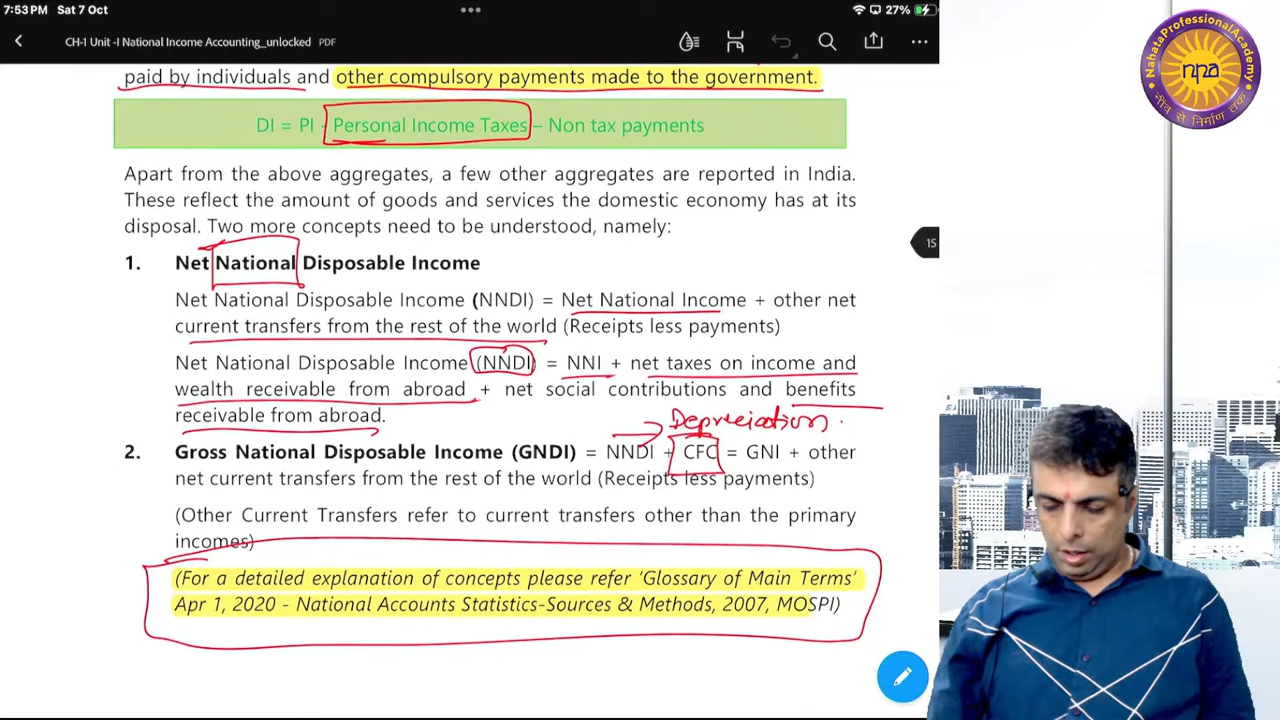 7:53 PM Sat 7 Oct
27%
CH-1 Unit -I National Income Accounting_unlocked PDF
paid by individuals and other compulsory payments made to the government.
DI = PI - Personal Income Taxes – Non tax payments
Apart from the above aggregates, a few other aggregates are reported in India.
These reflect the amount of goods and services the domestic economy has at its
disposal. Two more concepts need to be understood, namely:
15
1. Net National Disposable Income
Net National Disposable Income (NNDI) = Net National Income + other net
current transfers from the rest of the world (Receipts less payments)
Net National Disposable Income (NNDI) = NNI + net taxes on income and
wealth receivable from abroad + net social contributions and benefits
receivable from abroad.
Depreciation.
2. Gross National Disposable Income (GNDI) = NNDI + CFC = GNI + other
net current transfers from the rest of the world (Receipts less payments)
(Other Current Transfers refer to current transfers other than the primary
incomes)
(For a detailed explanation of concepts please refer ‘Glossary of Main Terms’
Apr 1, 2020 - National Accounts Statistics-Sources & Methods, 2007, MOSPI)
Nahata Professional Academy
npa
नींव से निर्माण तक